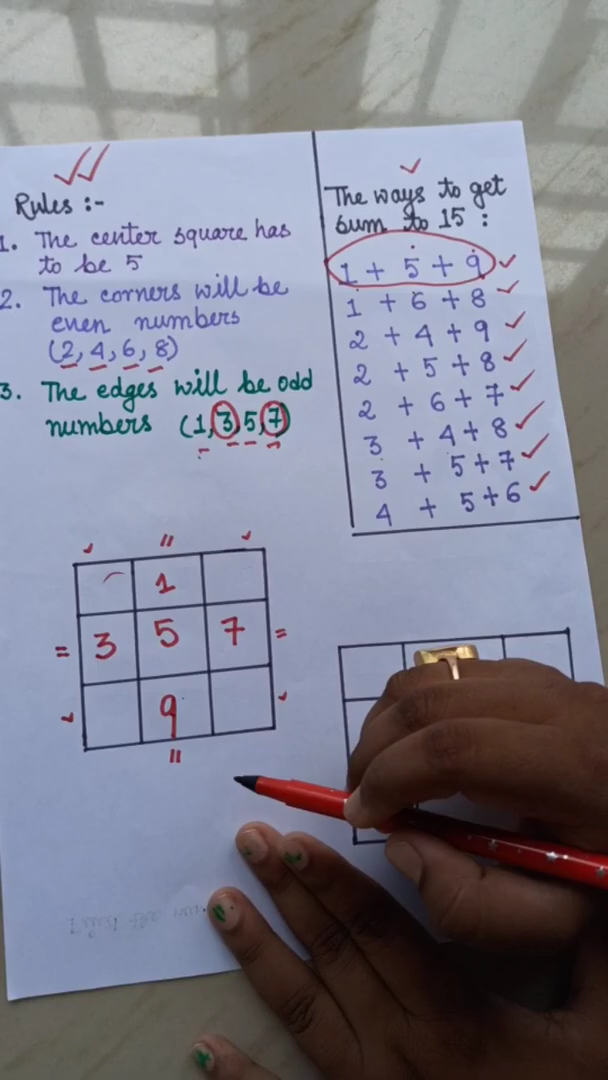 Rules :-
1. The center square has
to be 5
2. The corners will be
even numbers
(2, 4, 6, 8)
3. The edges will be odd
numbers (1, 3, 5, 7)
The ways to get
sum to 15 :
1 + 5 + 9
1 + 6 + 8
2 + 4 + 9
2 + 5 + 8
2 + 6 + 7
3 + 4 + 8
3 + 5 + 7
4 + 5 + 6
1
3 5 7
9